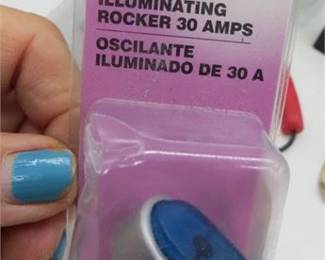 ILLUMINATING
ROCKER 30 AMPS
OSCILANTE
ILUMINADO DE 30 A